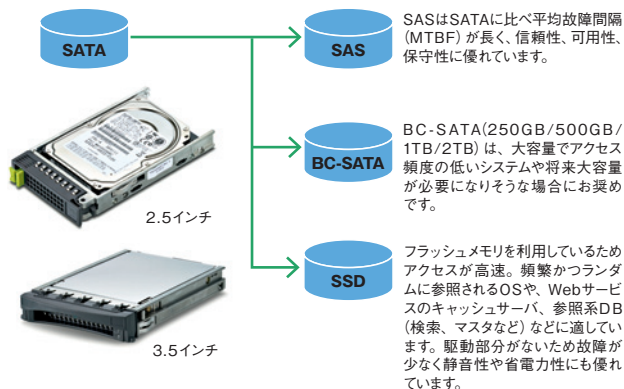 SATA
SAS
SASはSATAに比べ平均故障間隔
(MTBF)が長く、信頼性、可用性、
保守性に優れています。
BC-SATA
BC-SATA(250GB/500GB/
1TB/2TB)は、大容量でアクセス
頻度の低いシステムや将来大容量
が必要になりそうな場合にお奨め
です。
2.5インチ
SSD
フラッシュメモリを利用しているため
アクセスが高速。頻繁かつランダ
ムに参照されるOSや、Webサービ
スのキャッシュサーバ、参照系DB
(検索、マスタなど)などに適してい
ます。駆動部分がないため故障が
少なく静音性や省電力性にも優れ
ています。
3.5インチ